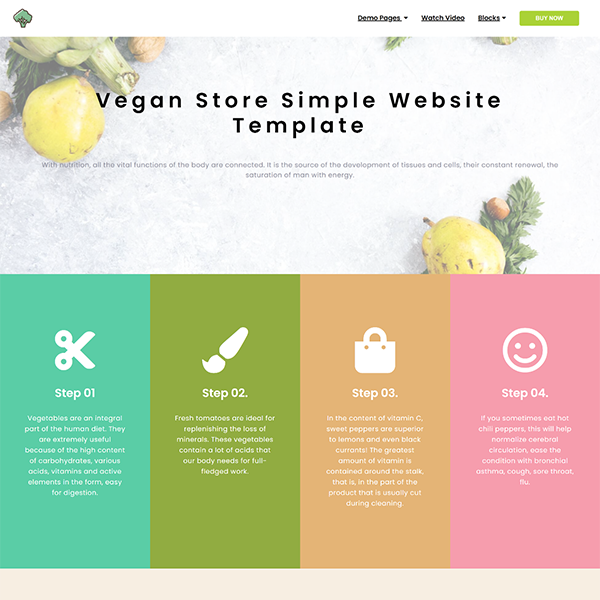 Demo Pages Watch Video Blocks BUY NOW
Vegan Store Simple Website
Template
With nutrition, all the vital functions of the body are connected. It is the source of the development of tissues and cells, their constant renewal, the
saturation of man with energy.
Step 01
Vegetables are an integral
part of the human diet. They
are extremely useful
because of the high content
of carbohydrates, various
acids, vitamins and active
elements in the form, easy
for digestion.
Step 02.
Fresh tomatoes are ideal for
replenishing the loss of
minerals. These vegetables
contain a lot of acids that
our body needs for full-
fledged work.
Step 03.
In the content of vitamin C,
sweet peppers are superior
to lemons and even black
currants! The greatest
amount of vitamin is
contained around the stalk,
that is, in the part of the
product that is usually cut
during cleaning.
Step 04.
If you sometimes eat hot
chili peppers, this will help
normalize cerebral
circulation, ease the
condition with bronchial
asthma, cough, sore throat,
flu.